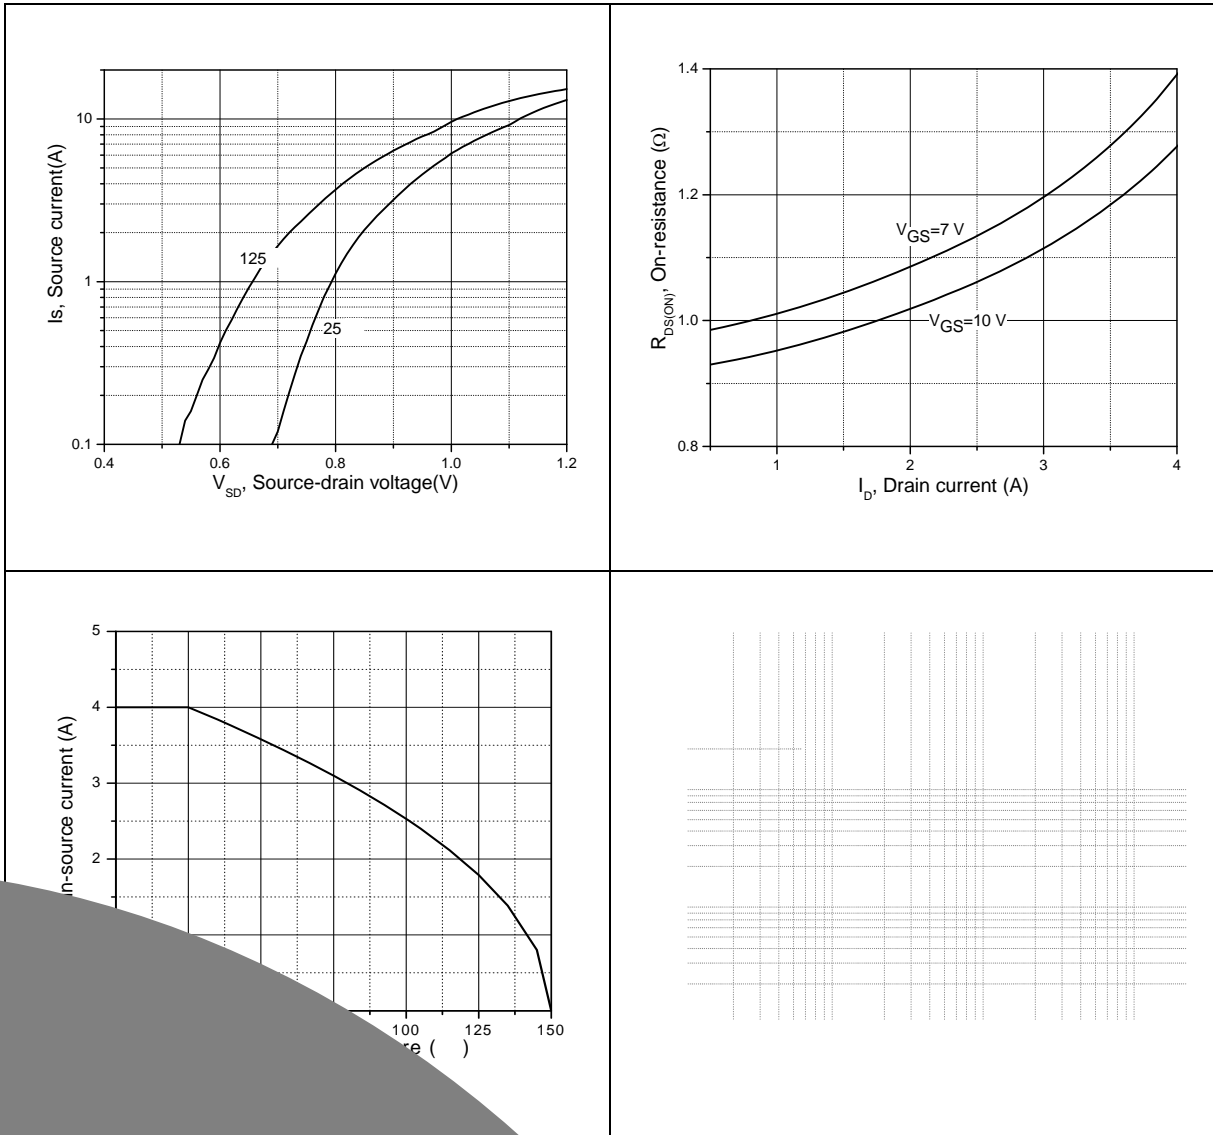 10
1
0.1
0.4 0.6 0.8 1.0 1.2
Is, Source current(A)
125
25
VSD, Source-drain voltage(V)
1.4
1.2
1.0
0.8
1 2 3 4
RDS(ON), On-resistance (Ω)
VGS=7 V
VGS=10 V
ID, Drain current (A)
5
4
3
2
-source current (A)
100 125 150
re ( )